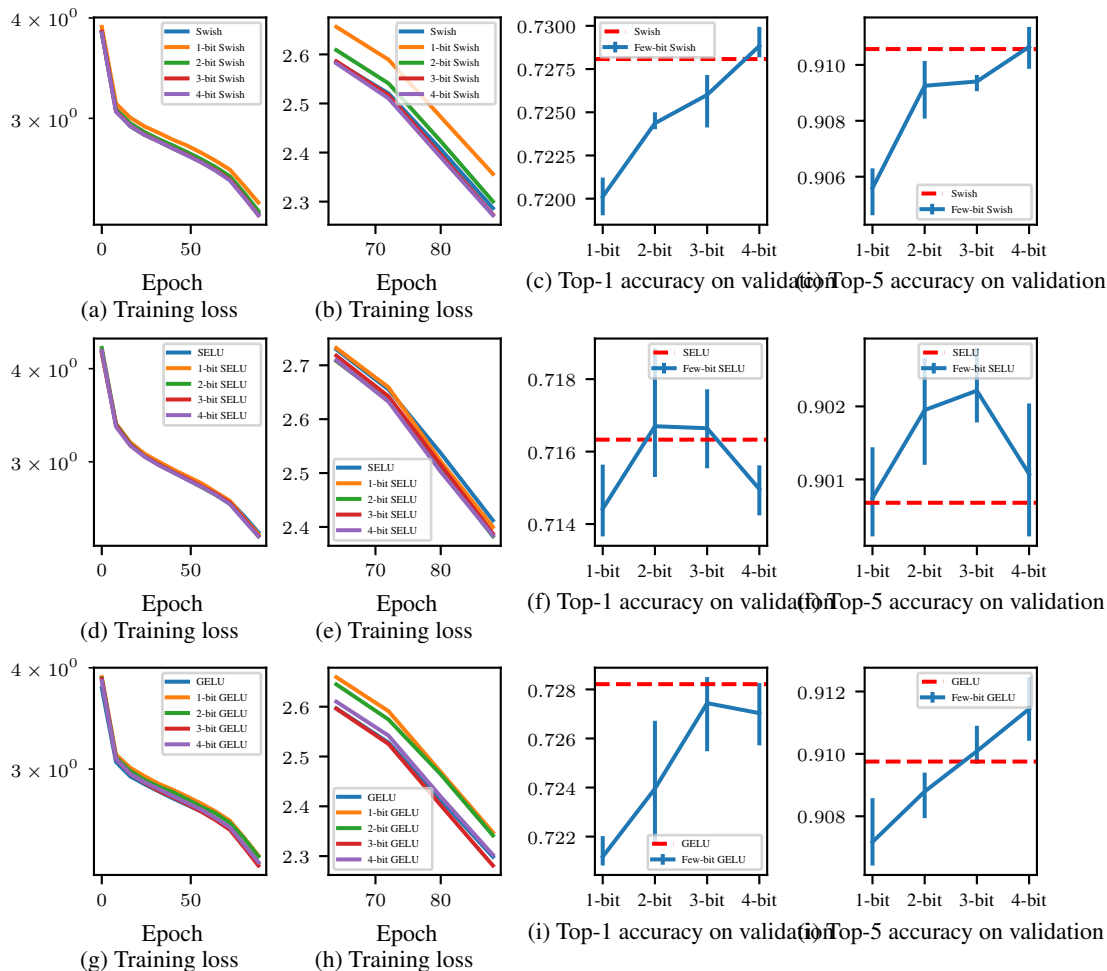 4 × 10⁰
3 × 10⁰
Swish
1-bit Swish
2-bit Swish
3-bit Swish
4-bit Swish
0
50
Epoch
(a) Training loss
2.6
2.5
2.4
2.3
Swish
1-bit Swish
2-bit Swish
3-bit Swish
4-bit Swish
70
80
Epoch
(b) Training loss
0.7300
0.7275
0.7250
0.7225
0.7200
Swish
Few-bit Swish
1-bit
2-bit
3-bit
4-bit
(c) Top-1 accuracy on validation
0.910
0.908
0.906
Swish
Few-bit Swish
1-bit
2-bit
3-bit
4-bit
(c) Top-5 accuracy on validation
4 × 10⁰
3 × 10⁰
SELU
1-bit SELU
2-bit SELU
3-bit SELU
4-bit SELU
0
50
Epoch
(d) Training loss
2.7
2.6
2.5
2.4
SELU
1-bit SELU
2-bit SELU
3-bit SELU
4-bit SELU
70
80
Epoch
(e) Training loss
0.718
0.716
0.714
SELU
Few-bit SELU
1-bit
2-bit
3-bit
4-bit
(f) Top-1 accuracy on validation
0.902
0.901
SELU
Few-bit SELU
1-bit
2-bit
3-bit
4-bit
(f) Top-5 accuracy on validation
4 × 10⁰
3 × 10⁰
GELU
1-bit GELU
2-bit GELU
3-bit GELU
4-bit GELU
0
50
Epoch
(g) Training loss
2.6
2.5
2.4
2.3
GELU
1-bit GELU
2-bit GELU
3-bit GELU
4-bit GELU
70
80
Epoch
(h) Training loss
0.728
0.726
0.724
0.722
GELU
Few-bit GELU
1-bit
2-bit
3-bit
4-bit
(i) Top-1 accuracy on validation
0.912
0.910
0.908
GELU
Few-bit GELU
1-bit
2-bit
3-bit
4-bit
(i) Top-5 accuracy on validation